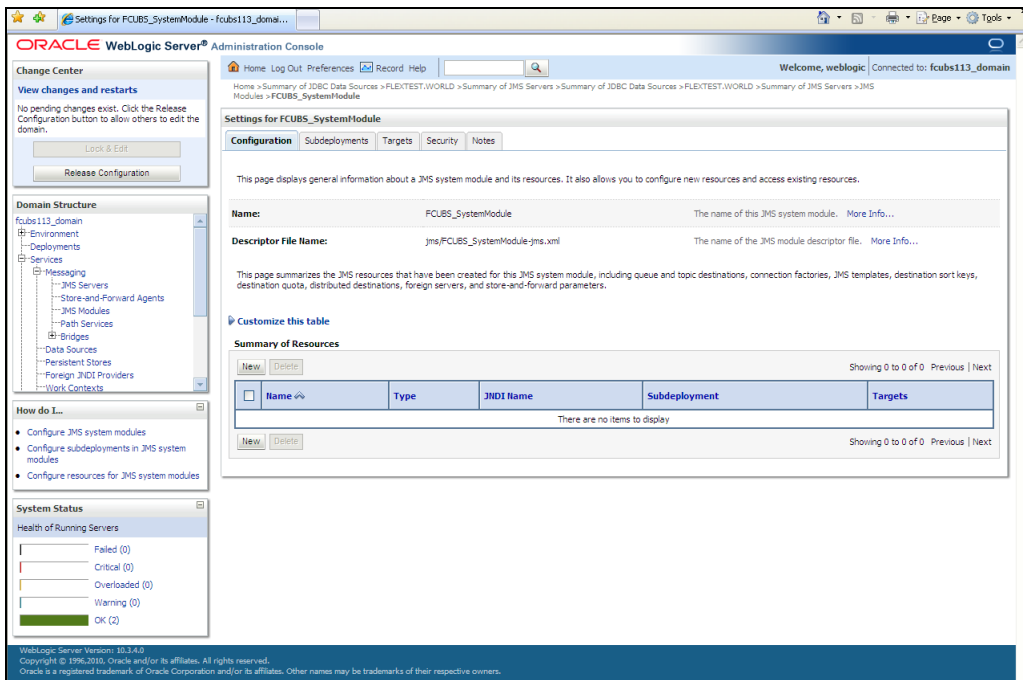 Settings for FCUBS_SystemModule - fcubs113_domai...
Page
Tools
ORACLE WebLogic Server® Administration Console
Change Center
View changes and restarts
No pending changes exist. Click the Release
Configuration button to allow others to edit the
domain.
Lock & Edit
Release Configuration
Domain Structure
fcubs113_domain
Environment
Deployments
Services
Messaging
JMS Servers
Store-and-Forward Agents
JMS Modules
Path Services
Bridges
Data Sources
Persistent Stores
Foreign JNDI Providers
Work Contexts
How do I...
Configure JMS system modules
Configure subdeployments in JMS system
modules
Configure resources for JMS system modules
System Status
Health of Running Servers
Failed (0)
Critical (0)
Overloaded (0)
Warning (0)
OK (2)
Home Log Out Preferences Record Help
Welcome, weblogic Connected to: fcubs113_domain
Home >Summary of JDBC Data Sources >FLEXTEST.WORLD >Summary of JMS Servers >Summary of JDBC Data Sources >FLEXTEST.WORLD >Summary of JMS Servers >JMS
Modules >FCUBS_SystemModule
Settings for FCUBS_SystemModule
Configuration Subdeployments Targets Security Notes
This page displays general information about a JMS system module and its resources. It also allows you to configure new resources and access existing resources.
Name: FCUBS_SystemModule The name of this JMS system module. More Info...
Descriptor File Name: jms/FCUBS_SystemModule-jms.xml The name of the JMS module descriptor file. More Info...
This page summarizes the JMS resources that have been created for this JMS system module, including queue and topic destinations, connection factories, JMS templates, destination sort keys,
destination quota, distributed destinations, foreign servers, and store-and-forward parameters.
Customize this table
Summary of Resources
New Delete Showing 0 to 0 of 0 Previous | Next
Name Type JNDI Name Subdeployment Targets
There are no items to display
New Delete Showing 0 to 0 of 0 Previous | Next
WebLogic Server Version: 10.3.4.0
Copyright © 1996,2010, Oracle and/or its affiliates. All rights reserved.
Oracle is a registered trademark of Oracle Corporation and/or its affiliates. Other names may be trademarks of their respective owners.